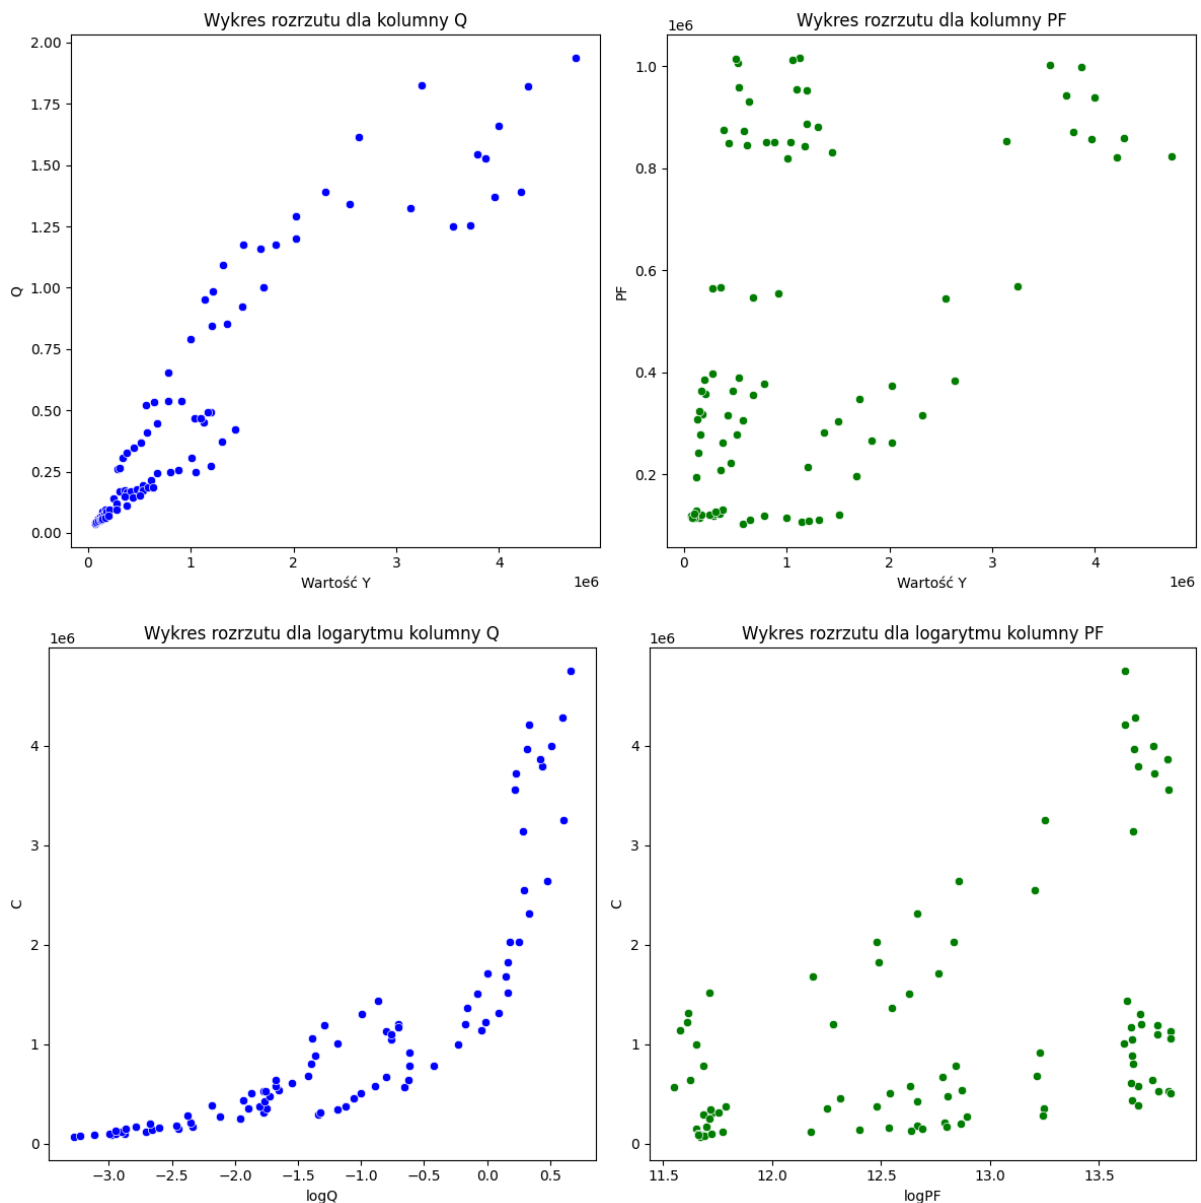 Wykres rozrzutu dla kolumny Q
2.00
1.75
1.50
1.25
1.00
0.75
0.50
0.25
0.00
Q
0
1
2
3
4
1e6
Wartość Y
Wykres rozrzutu dla kolumny PF
1e6
1.0
0.8
0.6
0.4
0.2
PF
0
1
2
3
4
1e6
Wartość Y
Wykres rozrzutu dla logarytmu kolumny Q
1e6
4
3
2
1
0
C
−3.0
−2.5
−2.0
−1.5
−1.0
−0.5
0.0
0.5
logQ
Wykres rozrzutu dla logarytmu kolumny PF
1e6
4
3
2
1
0
C
11.5
12.0
12.5
13.0
13.5
logPF